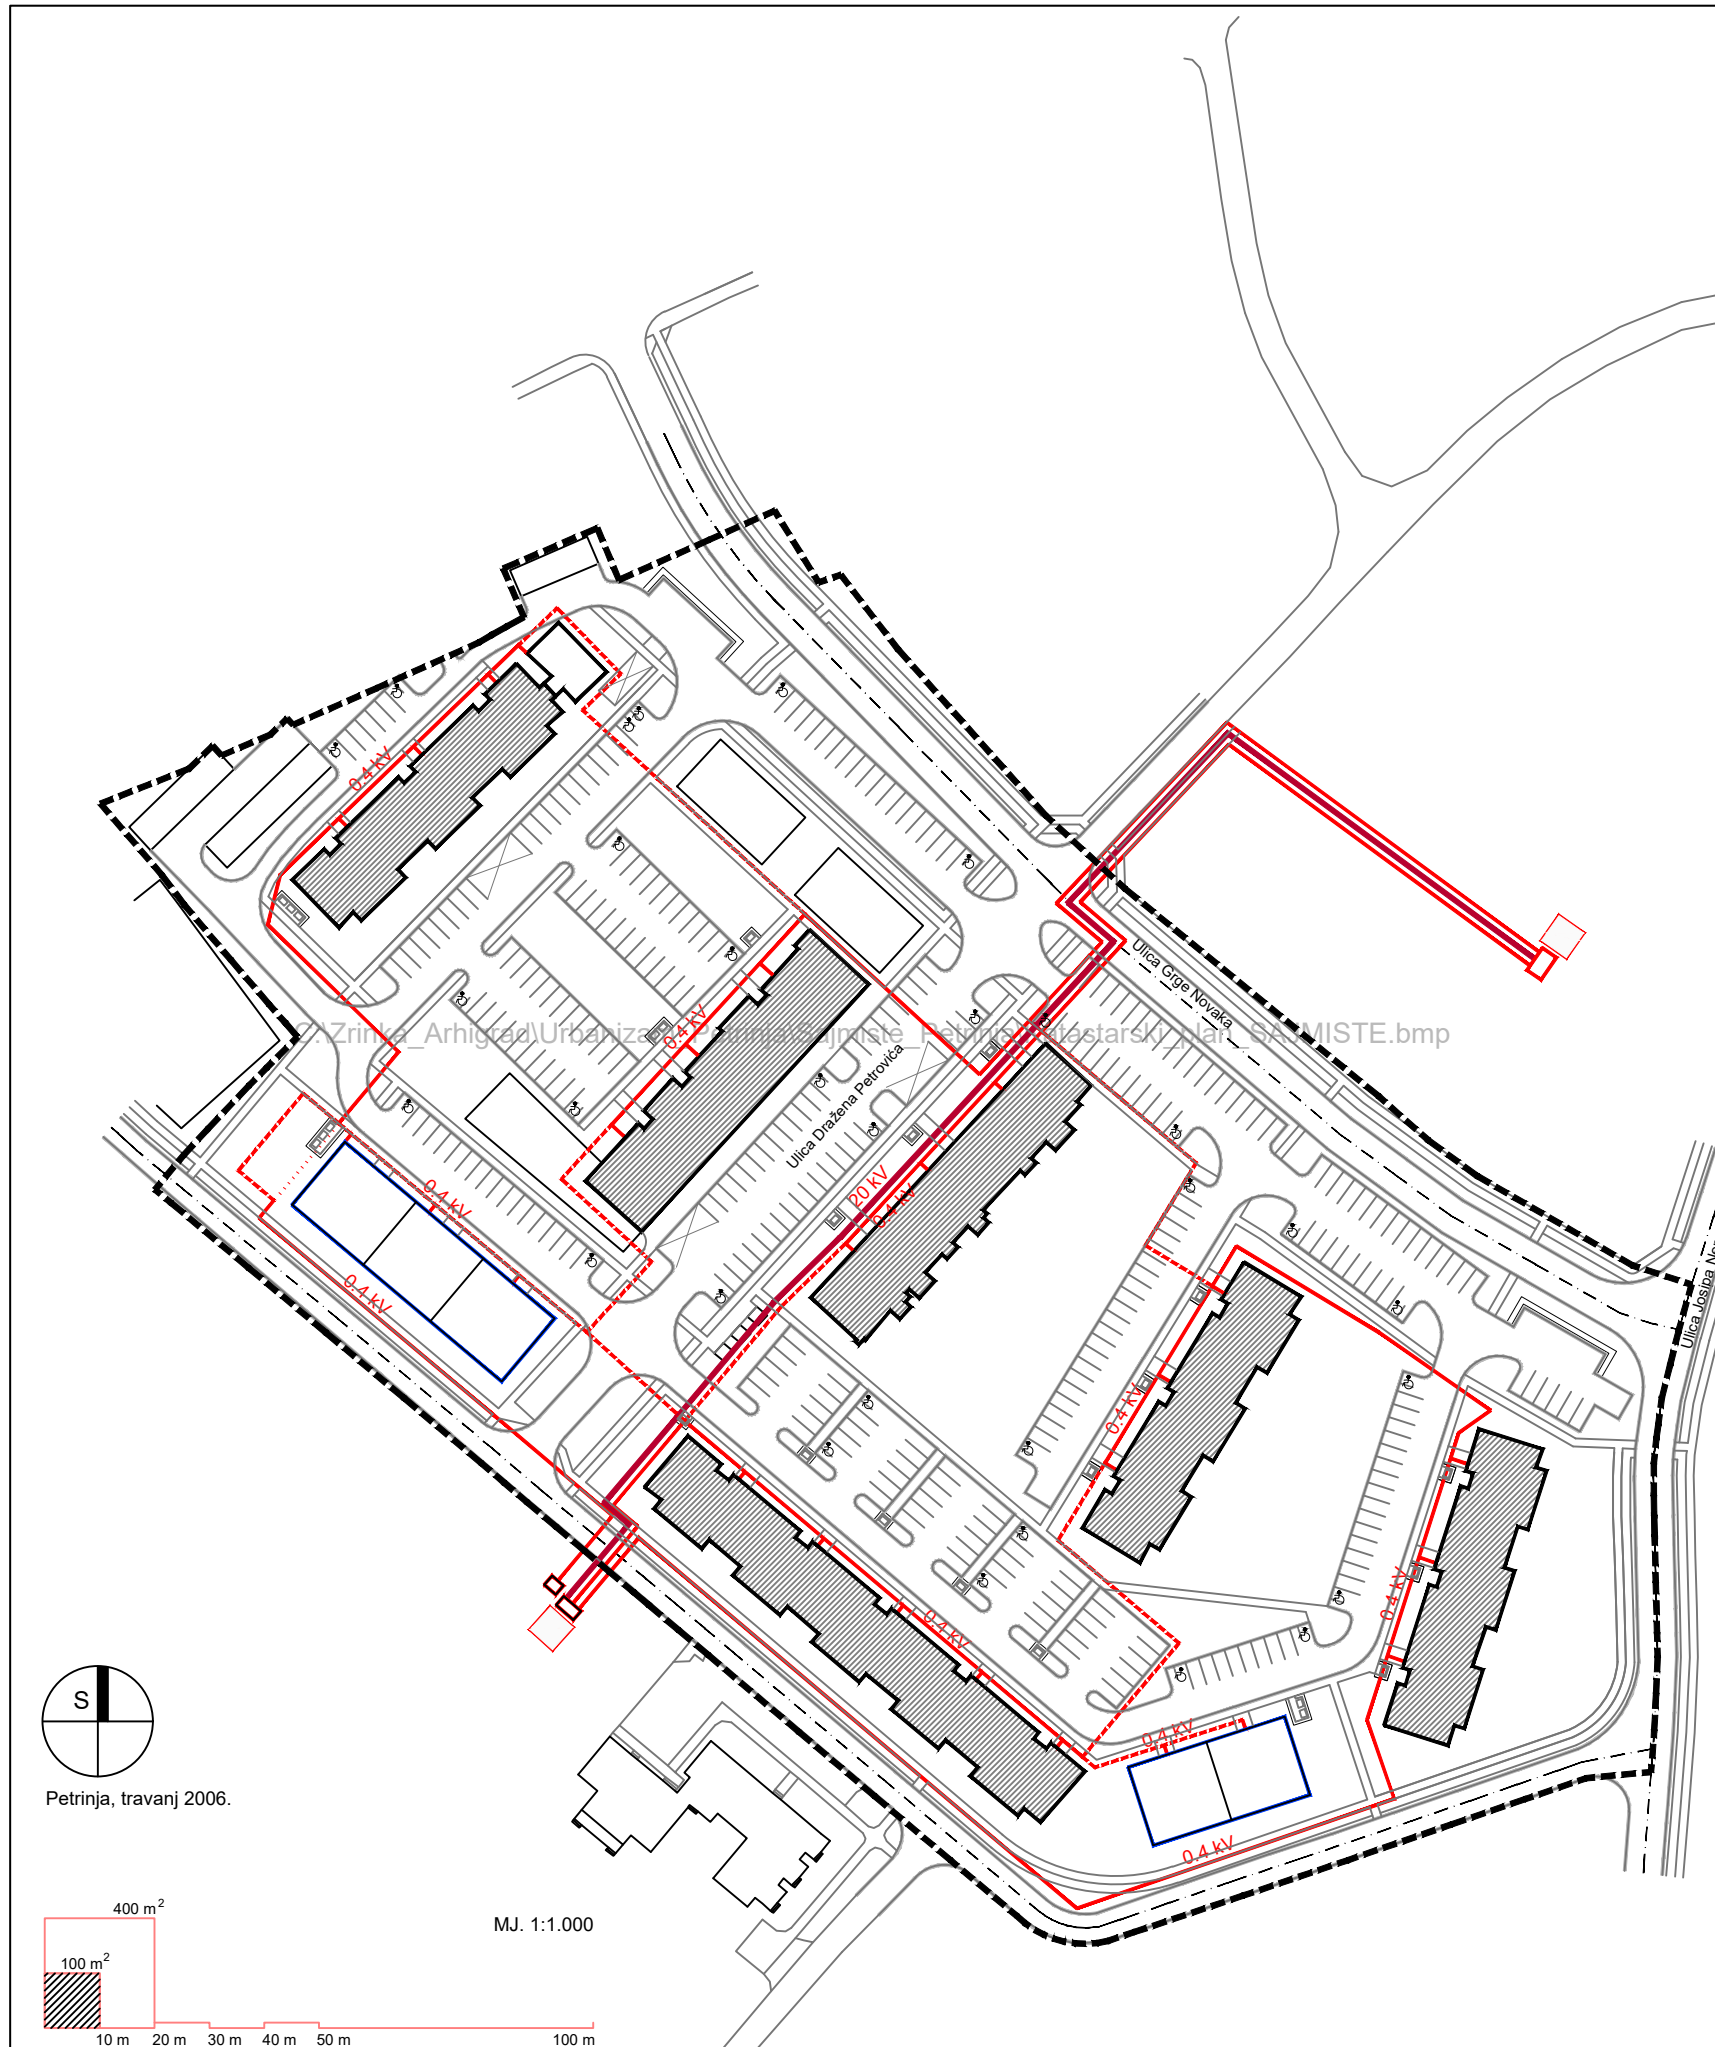 0.4 kV
Ulica Grge Novaka
0.4 kV
Ulica Dražena Petrovića
20 kV
0.4 kV
0.4 kV
0.4 kV
0.4 kV
0.4 kV
0.4 kV
0.4 kV
0.4 kV
Ulica Josipa
S
Petrinja, travanj 2006.
MJ. 1:1.000
400 m²
100 m²
10 m 20 m 30 m 40 m 50 m 100 m